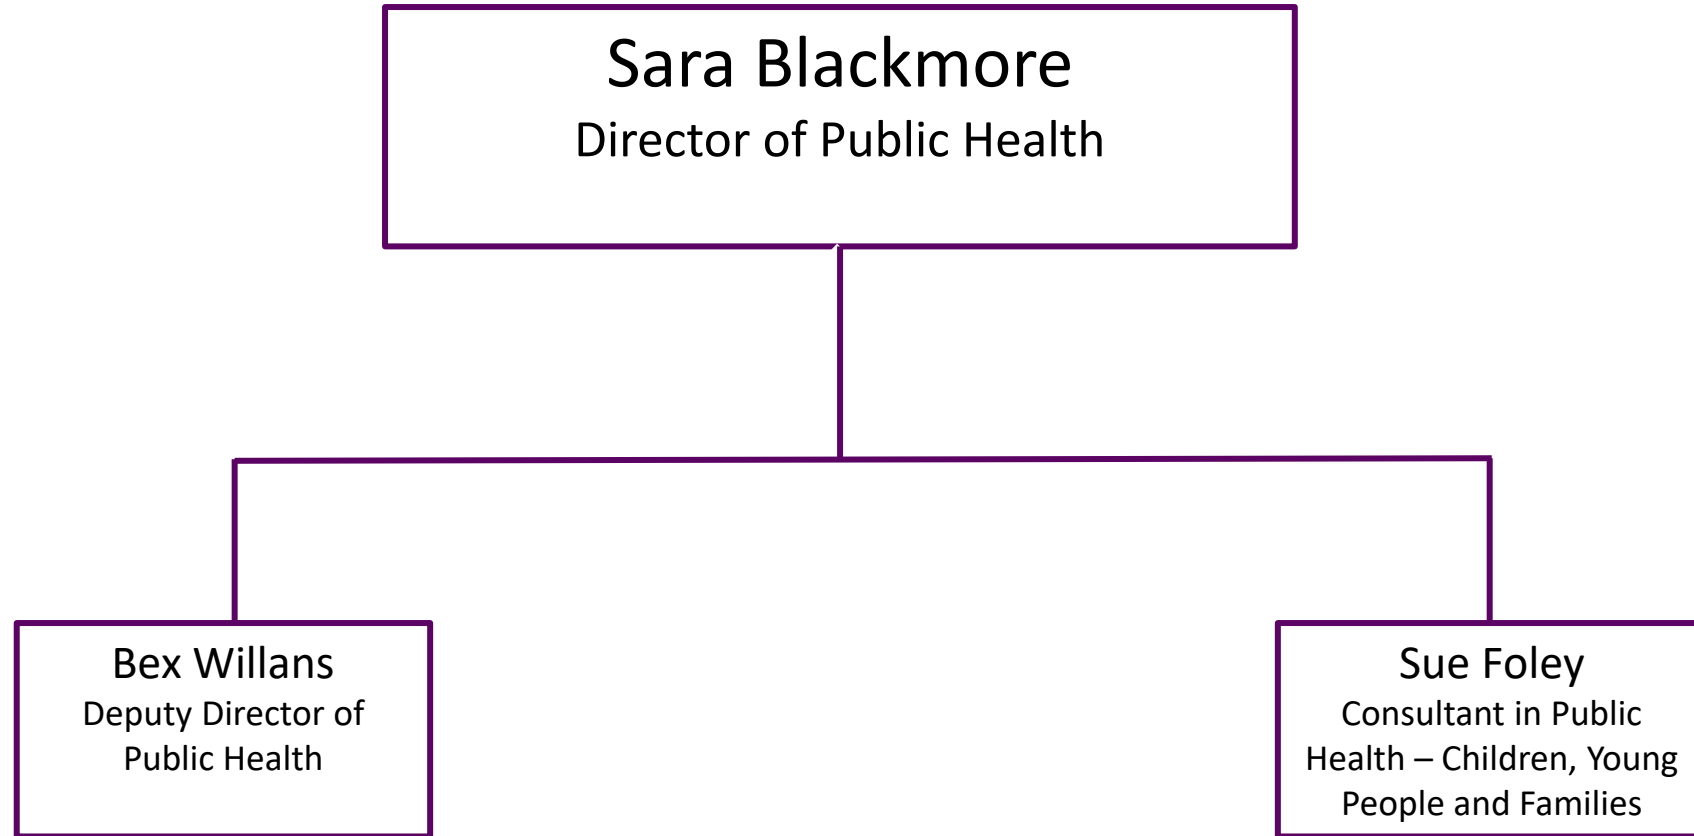 Sara Blackmore
Director of Public Health
Bex Willans
Deputy Director of
Public Health
Sue Foley
Consultant in Public
Health – Children, Young
People and Families